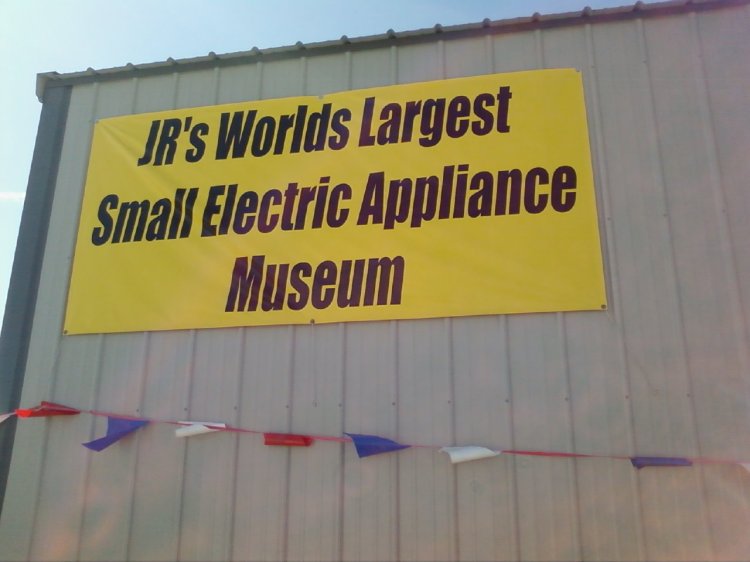 JR's Worlds Largest
Small Electric Appliance
Museum